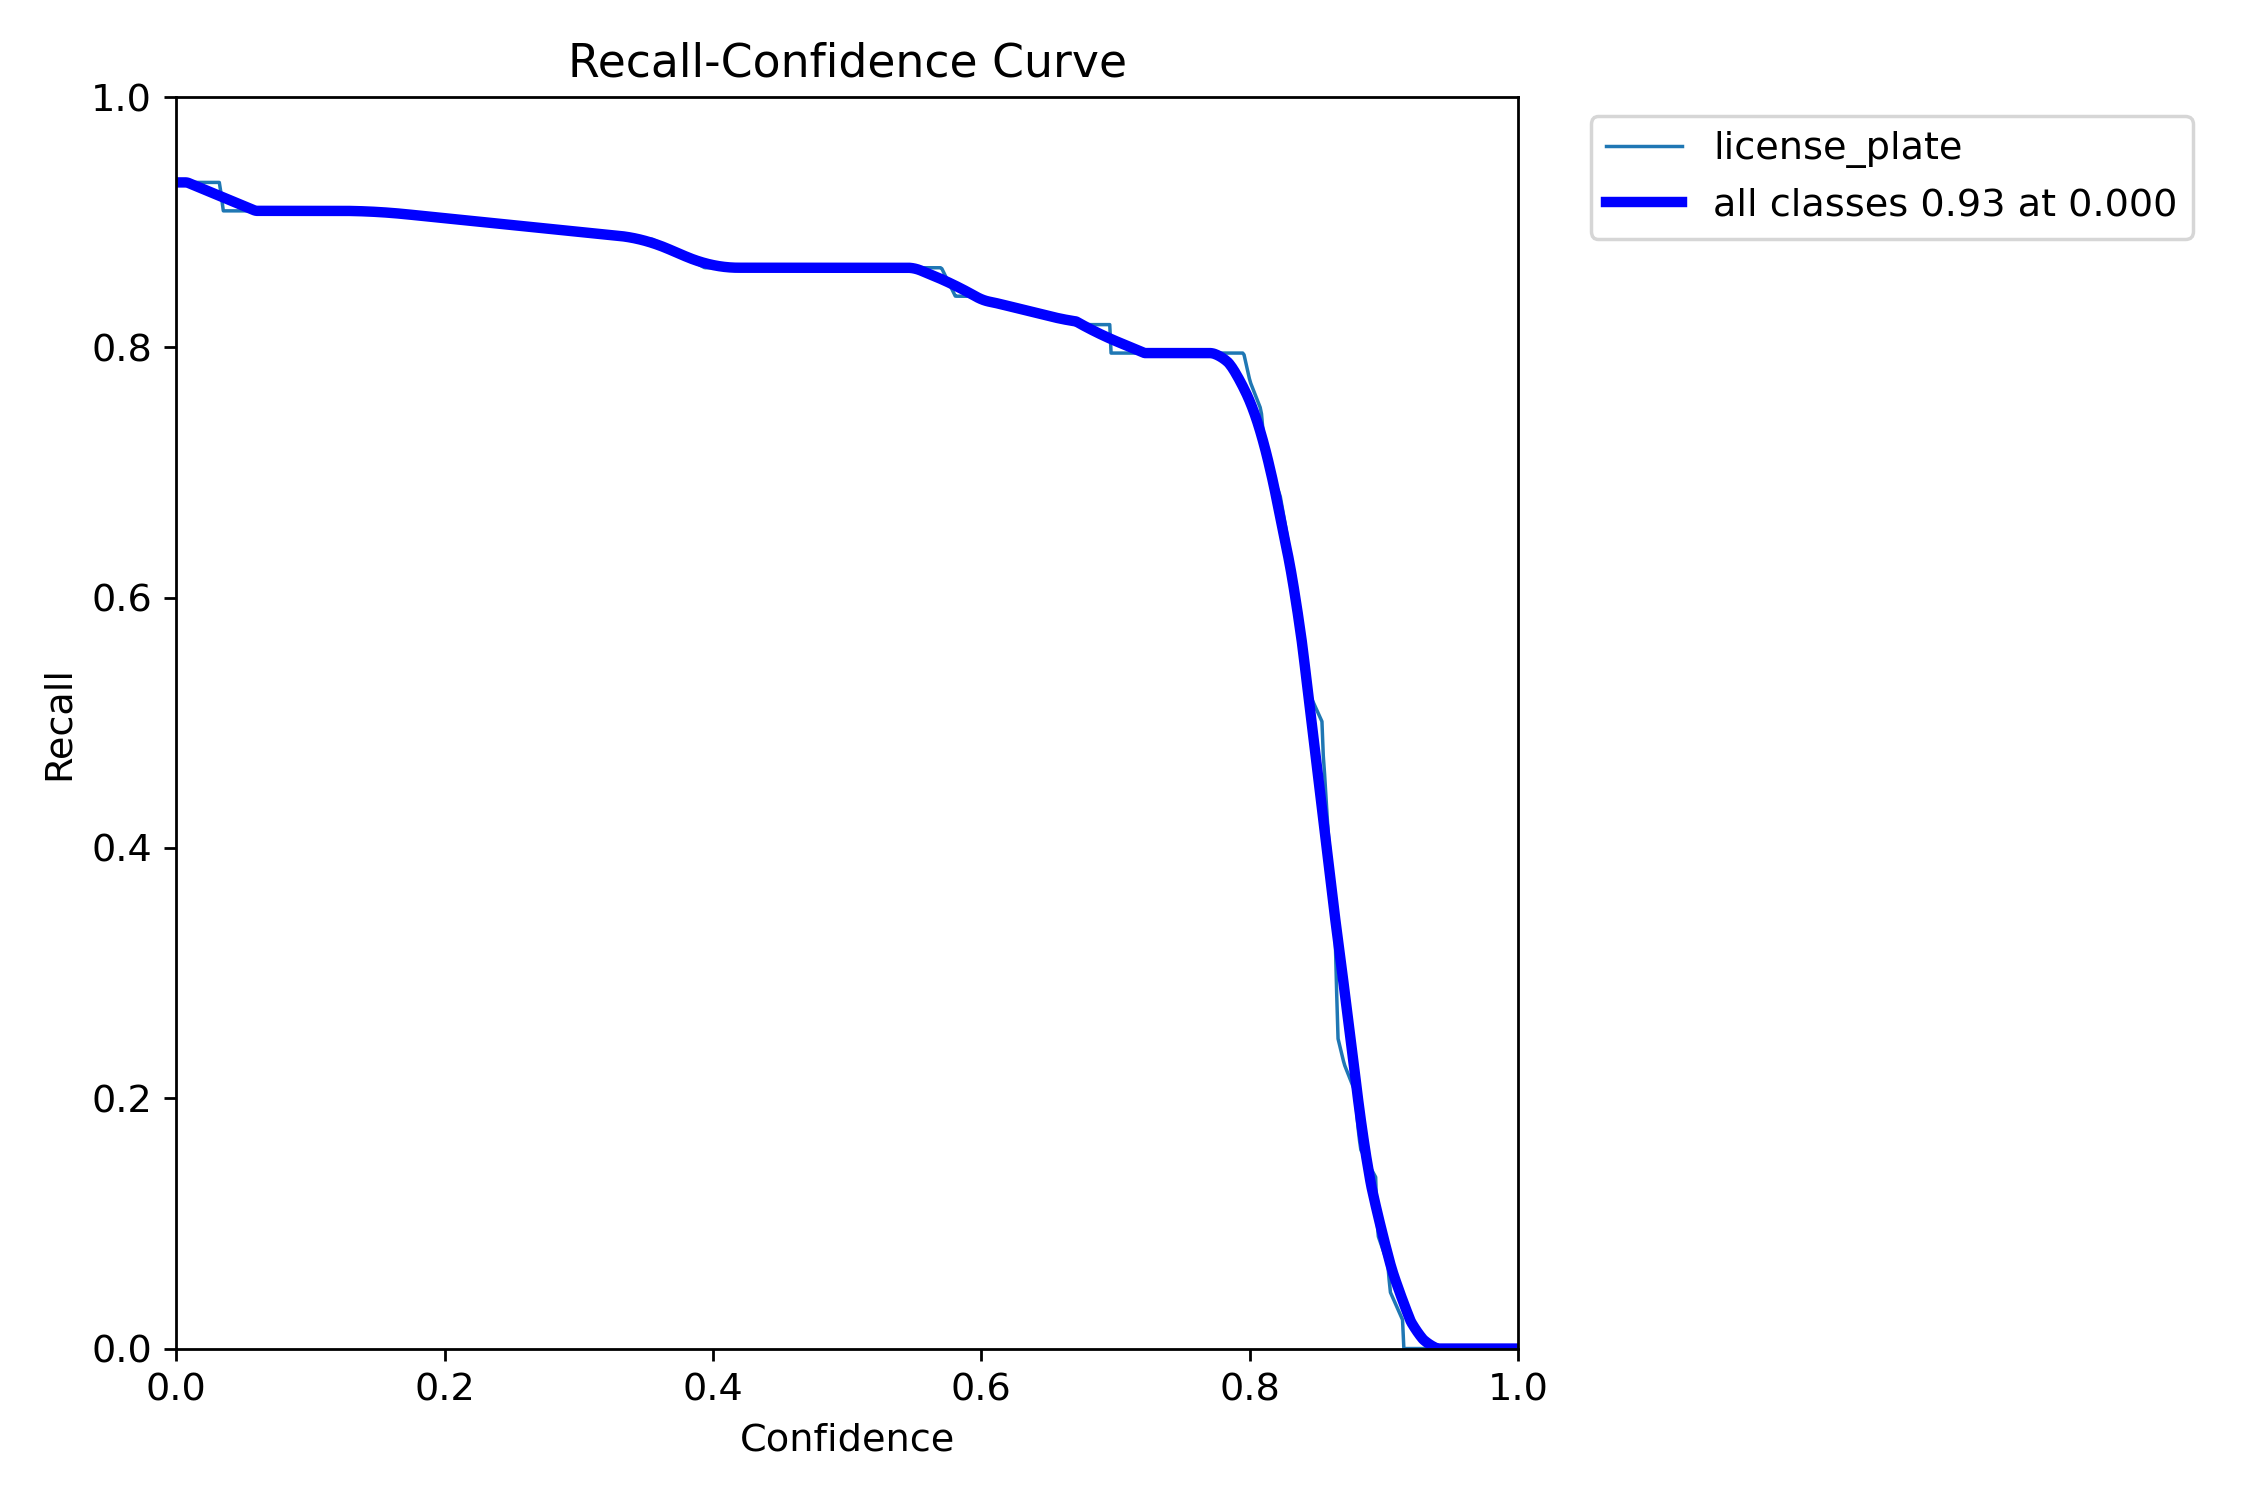 Recall-Confidence Curve
1.0
0.8
0.6
0.4
0.2
0.0
Recall
0.0 0.2 0.4 0.6 0.8 1.0
Confidence
license_plate
all classes 0.93 at 0.000